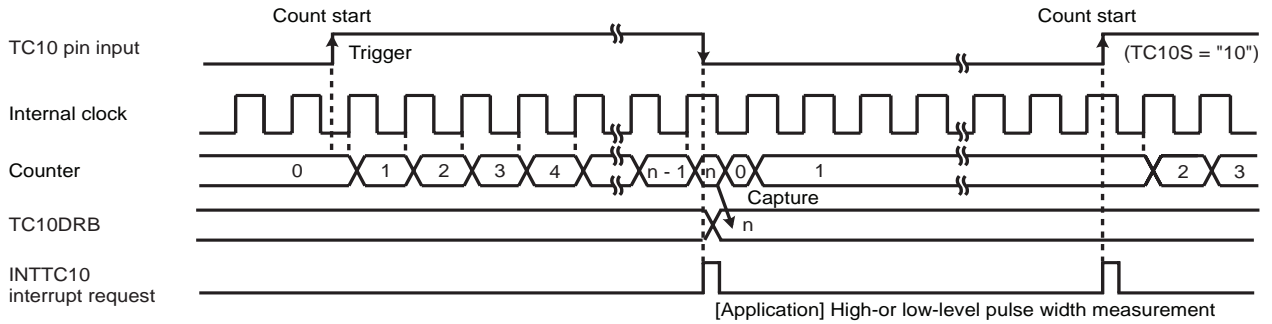 Count start Count start
TC10 pin input Trigger (TC10S = "10")
Internal clock
Counter 0 1 2 3 4 n - 1 n 0 1 2 3
Capture
TC10DRB n
INTTC10
interrupt request
[Application] High-or low-level pulse width measurement